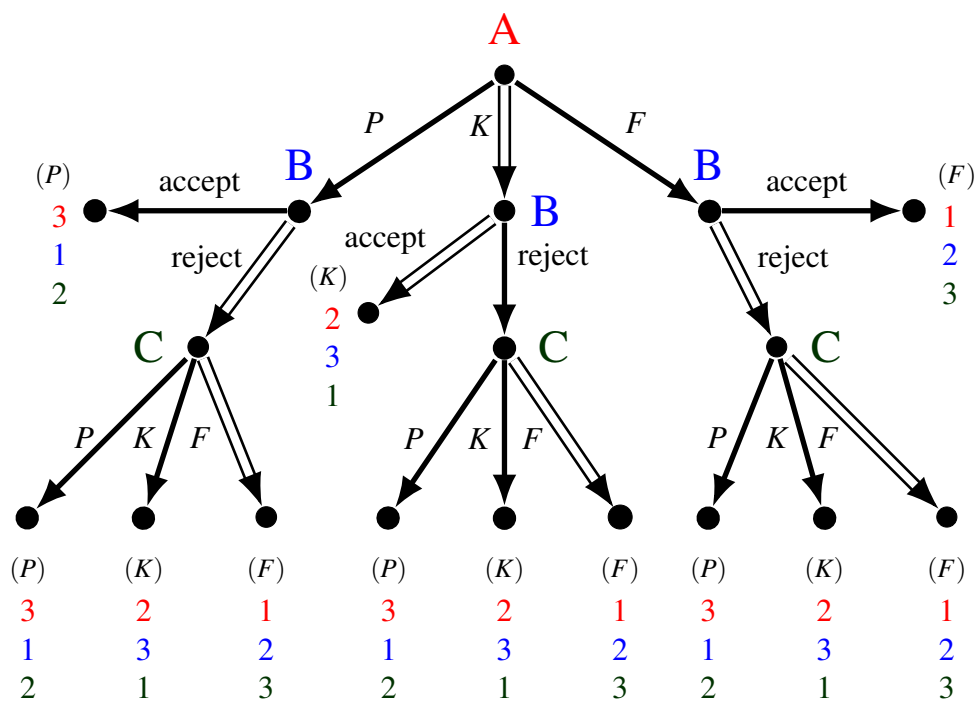 A
P K F
B B
(P) accept accept (F)
3 B 1
1 reject accept reject reject 2
2 (K) 3
2
C 3 C C
1
P K F P K F P K F
(P) (K) (F) (P) (K) (F) (P) (K) (F)
3 2 1 3 2 1 3 2 1
1 3 2 1 3 2 1 3 2
2 1 3 2 1 3 2 1 3